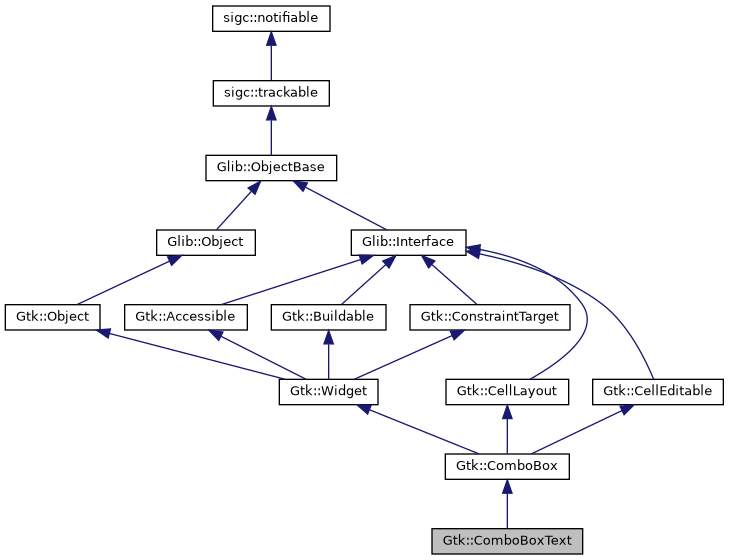 sigc::notifiable
sigc::trackable
Glib::ObjectBase
Glib::Object
Glib::Interface
Gtk::Object
Gtk::Accessible
Gtk::Buildable
Gtk::ConstraintTarget
Gtk::Widget
Gtk::CellLayout
Gtk::CellEditable
Gtk::ComboBox
Gtk::ComboBoxText